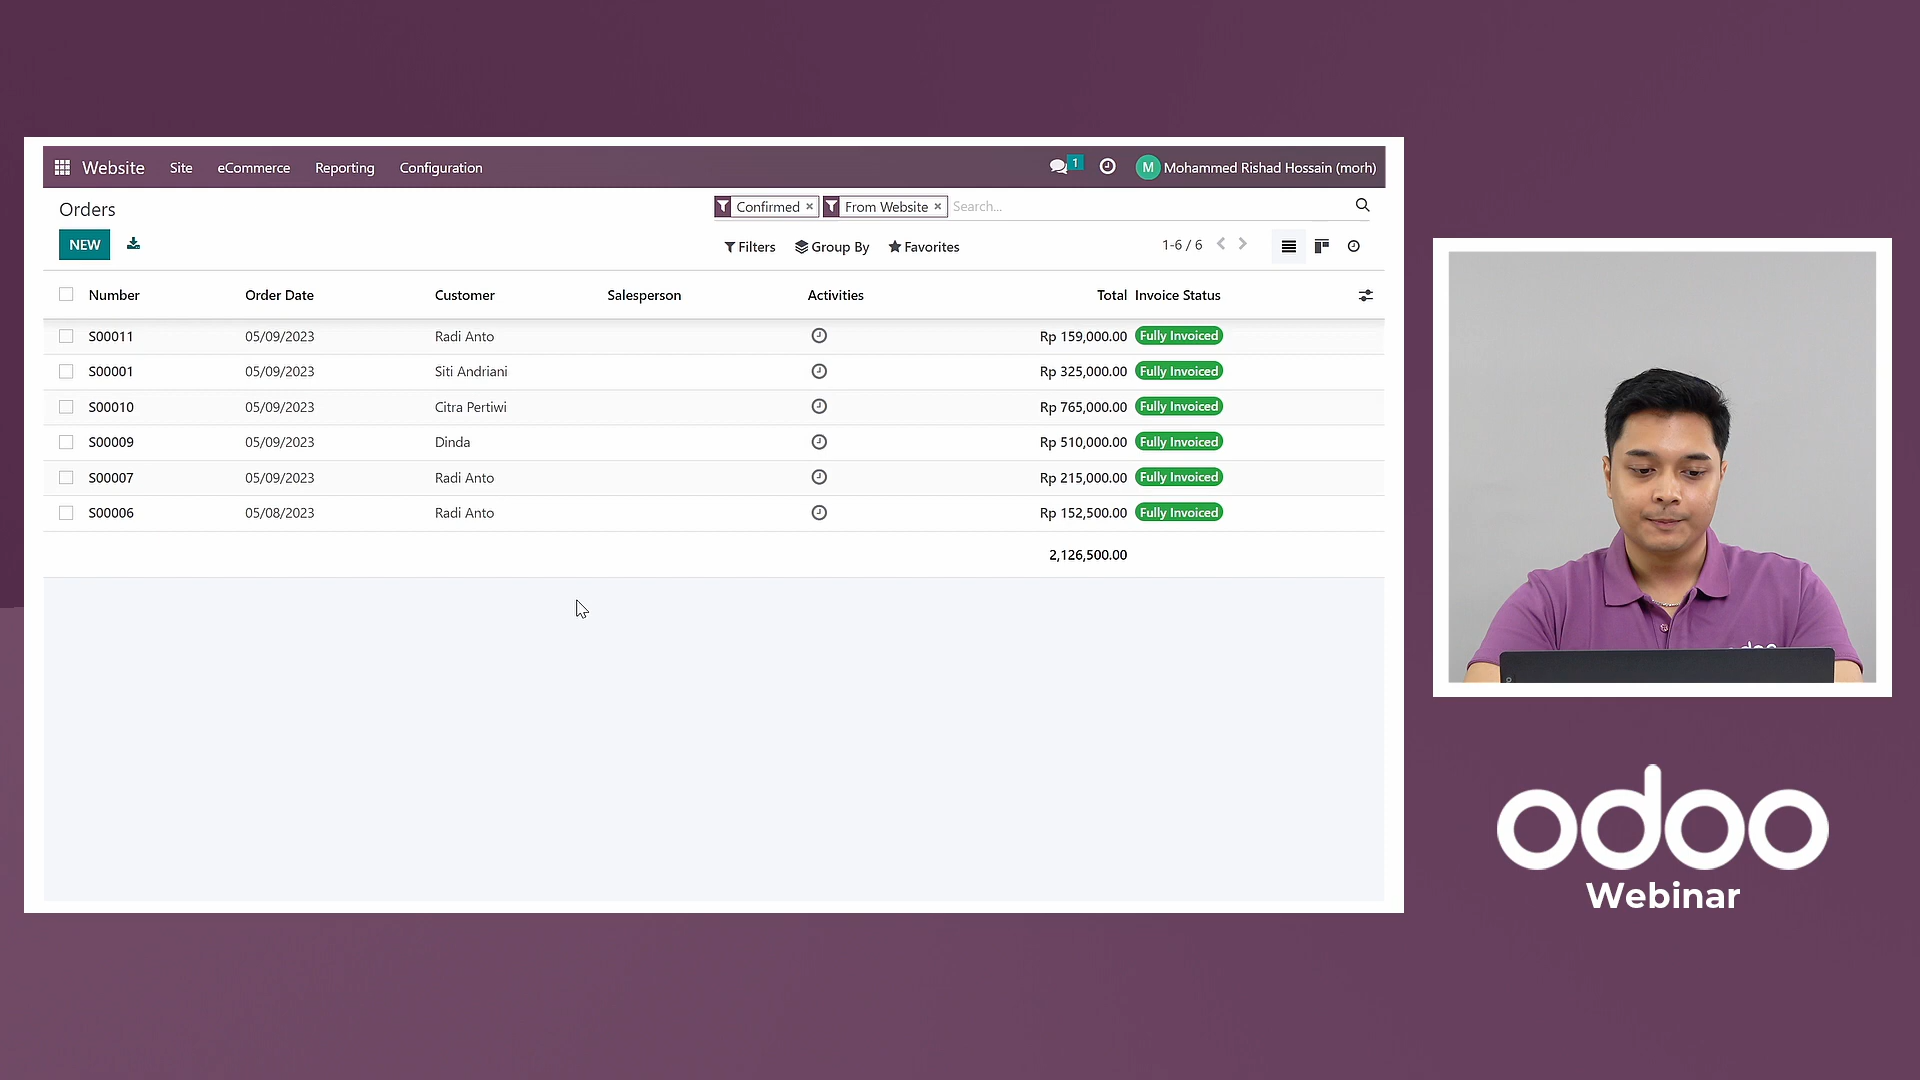 Website Site eCommerce Reporting Configuration 1 M Mohammed Rishad Hossain (morh)
Orders Confirmed × From Website × Search...
NEW Filters Group By Favorites 1-6 / 6
Number Order Date Customer Salesperson Activities Total Invoice Status
S00011 05/09/2023 Radi Anto Rp 159,000.00 Fully Invoiced
S00001 05/09/2023 Siti Andriani Rp 325,000.00 Fully Invoiced
S00010 05/09/2023 Citra Pertiwi Rp 765,000.00 Fully Invoiced
S00009 05/09/2023 Dinda Rp 510,000.00 Fully Invoiced
S00007 05/09/2023 Radi Anto Rp 215,000.00 Fully Invoiced
S00006 05/08/2023 Radi Anto Rp 152,500.00 Fully Invoiced
2,126,500.00
odoo
odoo
Webinar